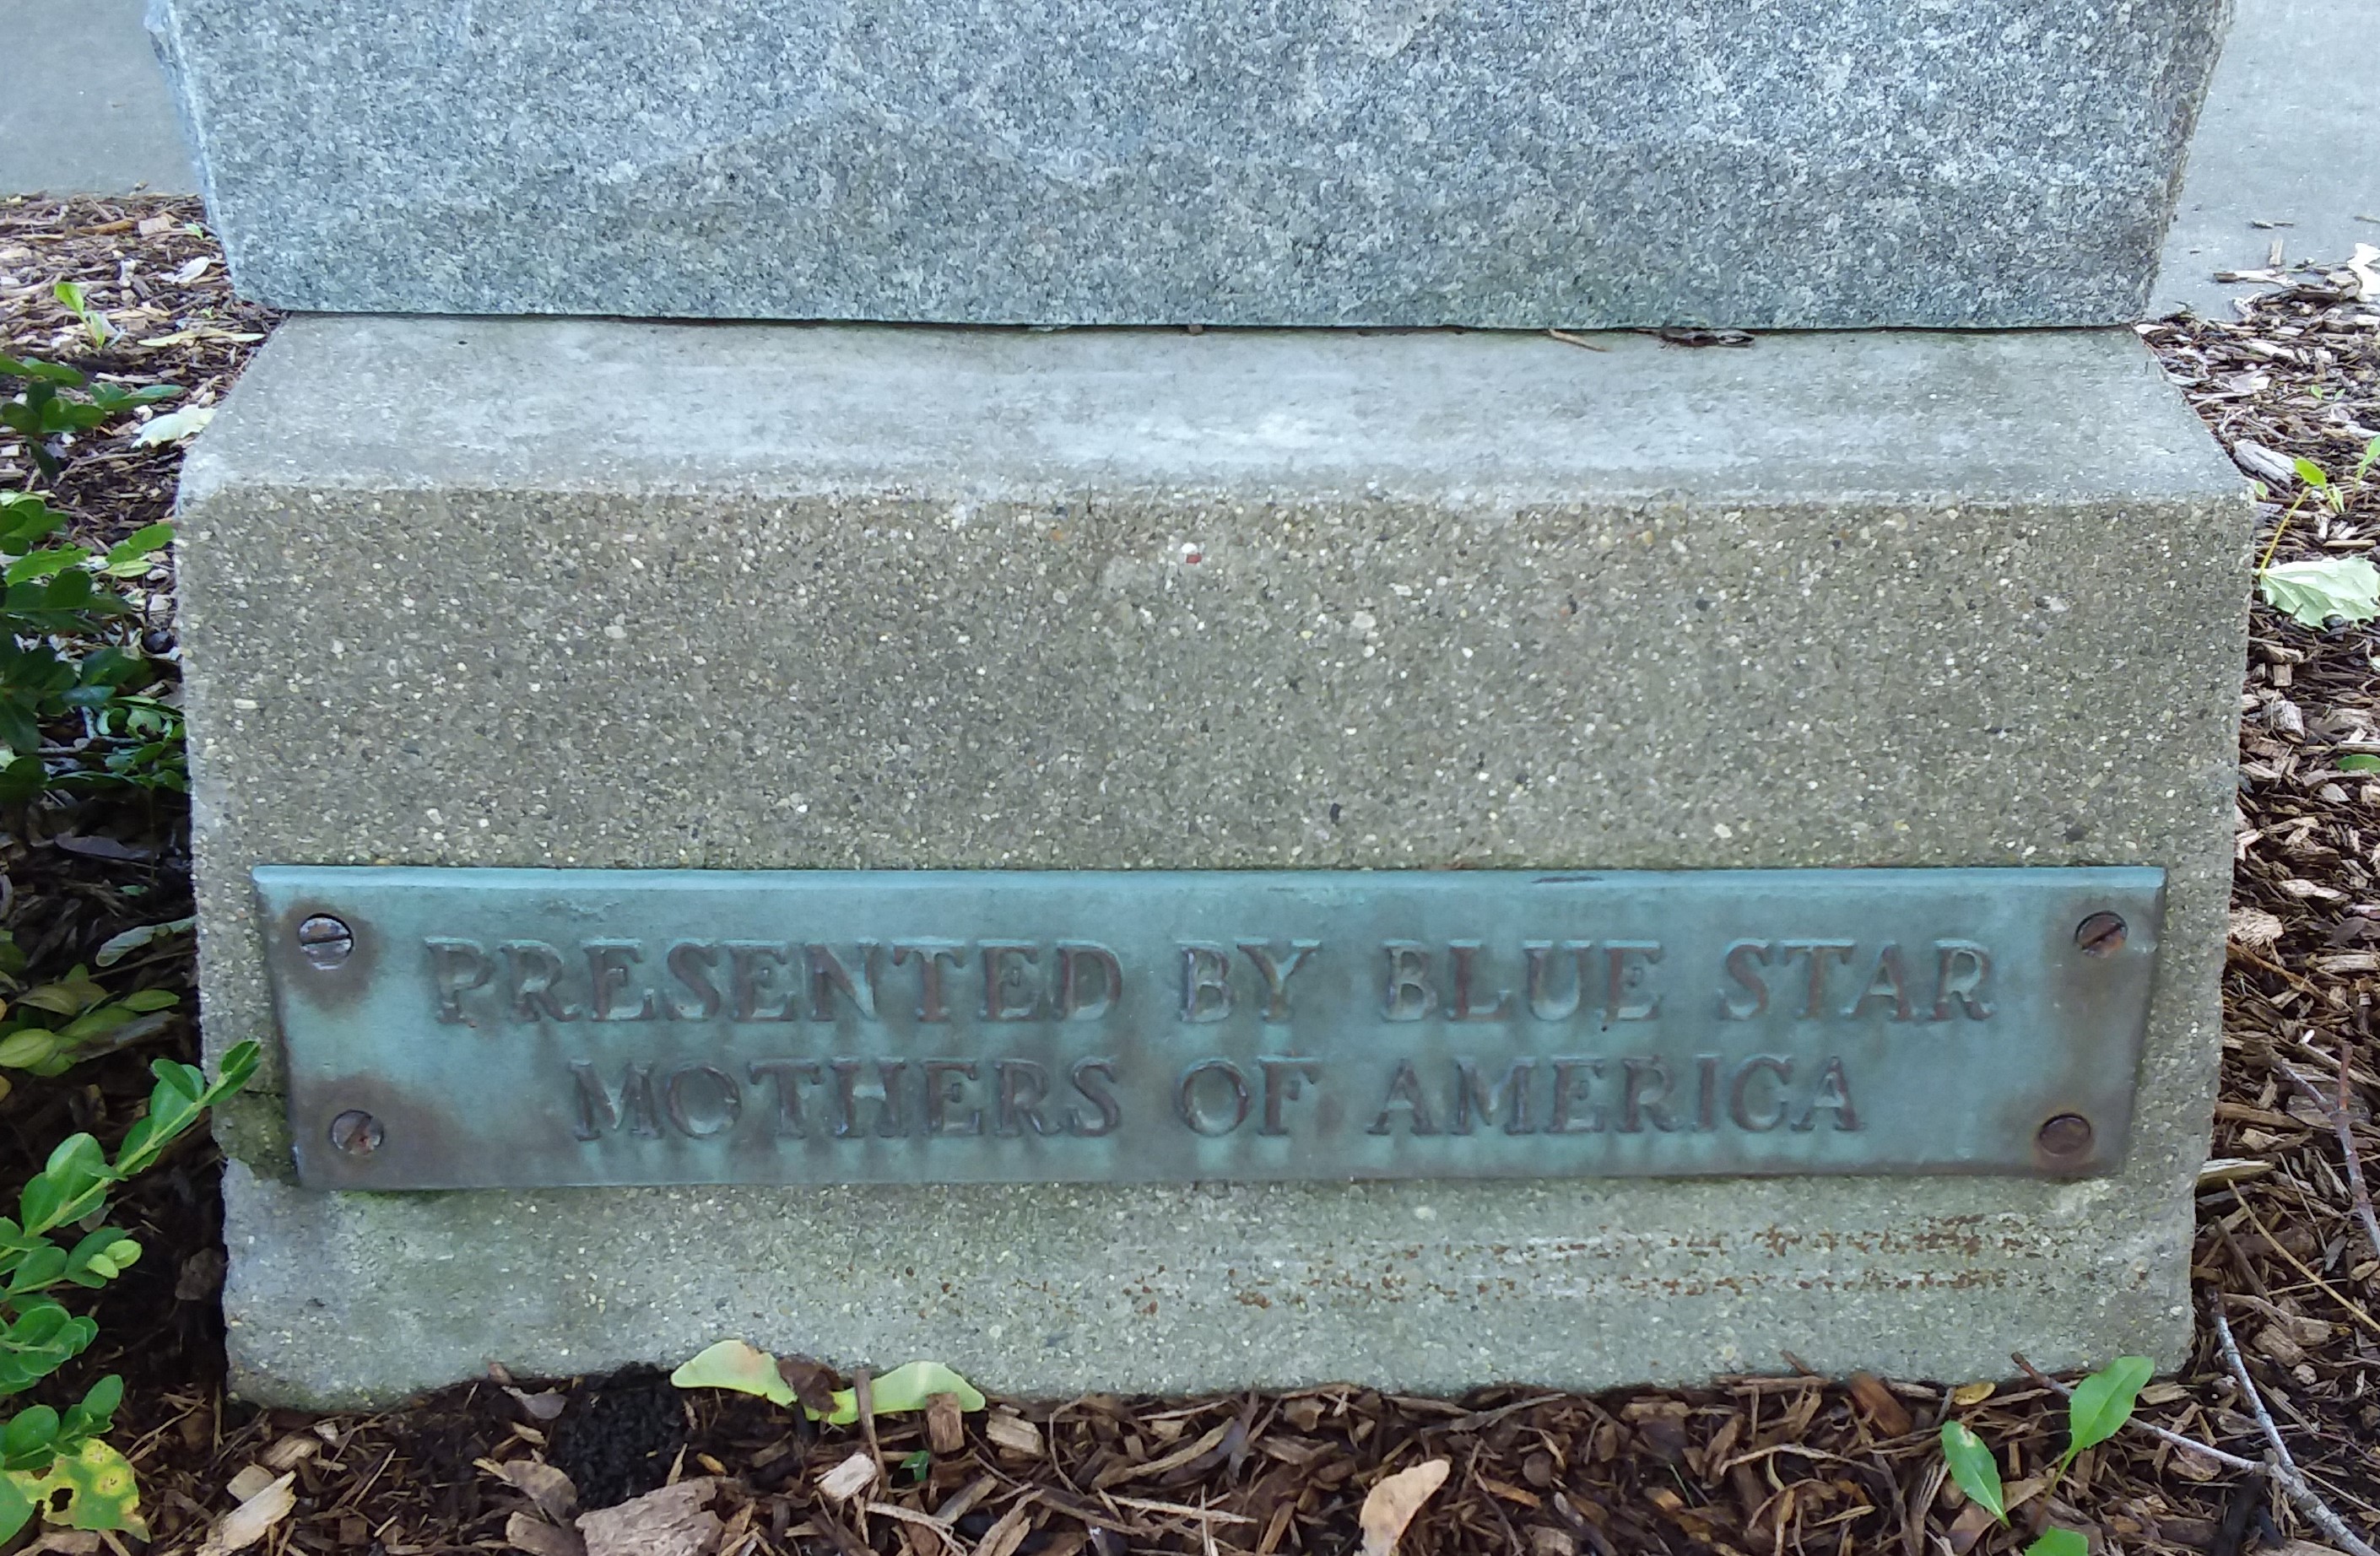 PRESENTED BY BLUE STAR
MOTHERS OF AMERICA